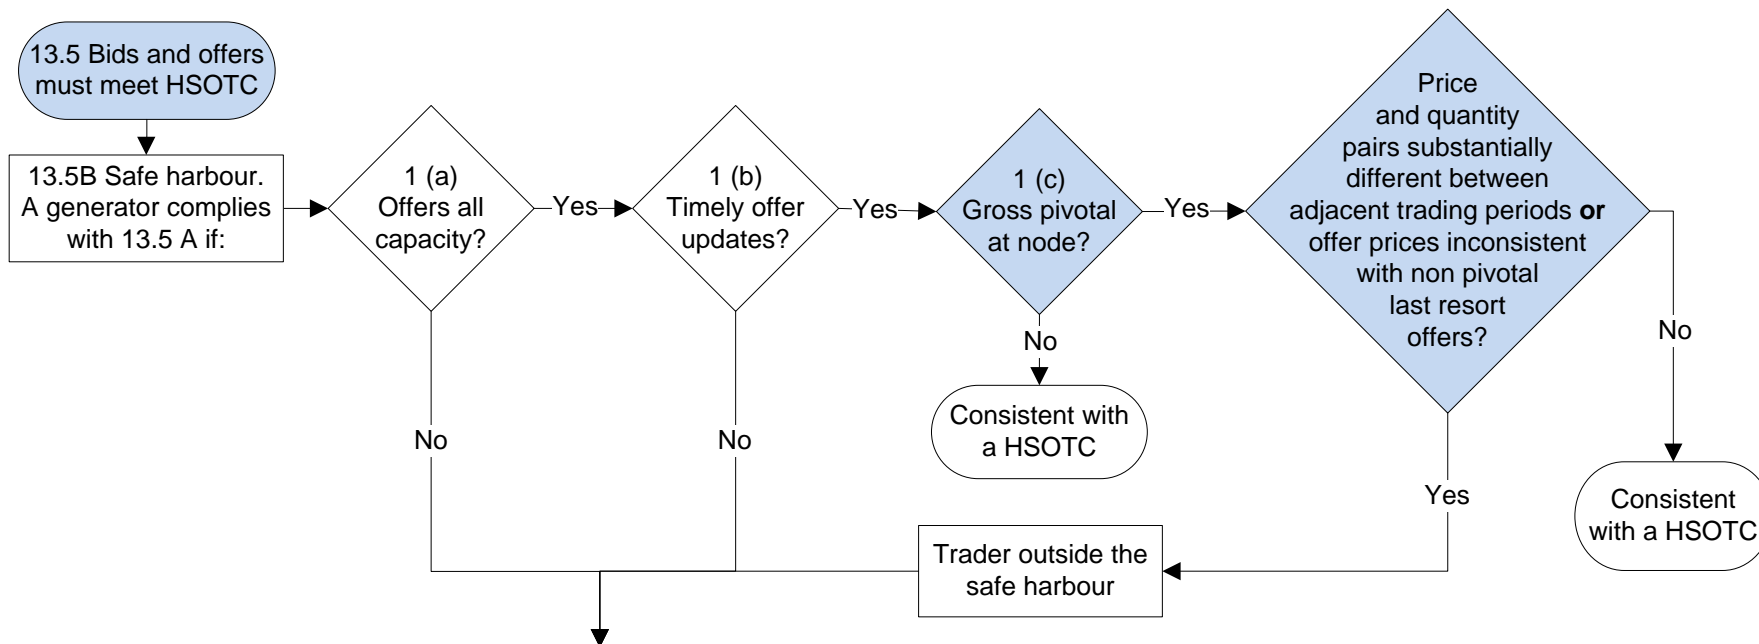 13.5 Bids and offers
must meet HSOTC
13.5B Safe harbour.
A generator complies
with 13.5 A if:
1 (a)
Offers all
capacity?
Yes
No
1 (b)
Timely offer
updates?
Yes
No
1 (c)
Gross pivotal
at node?
Yes
No
Consistent with
a HSOTC
Price
and quantity
pairs substantially
different between
adjacent trading periods or
offer prices inconsistent
with non pivotal
last resort
offers?
No
Consistent
with a HSOTC
Yes
Trader outside the
safe harbour